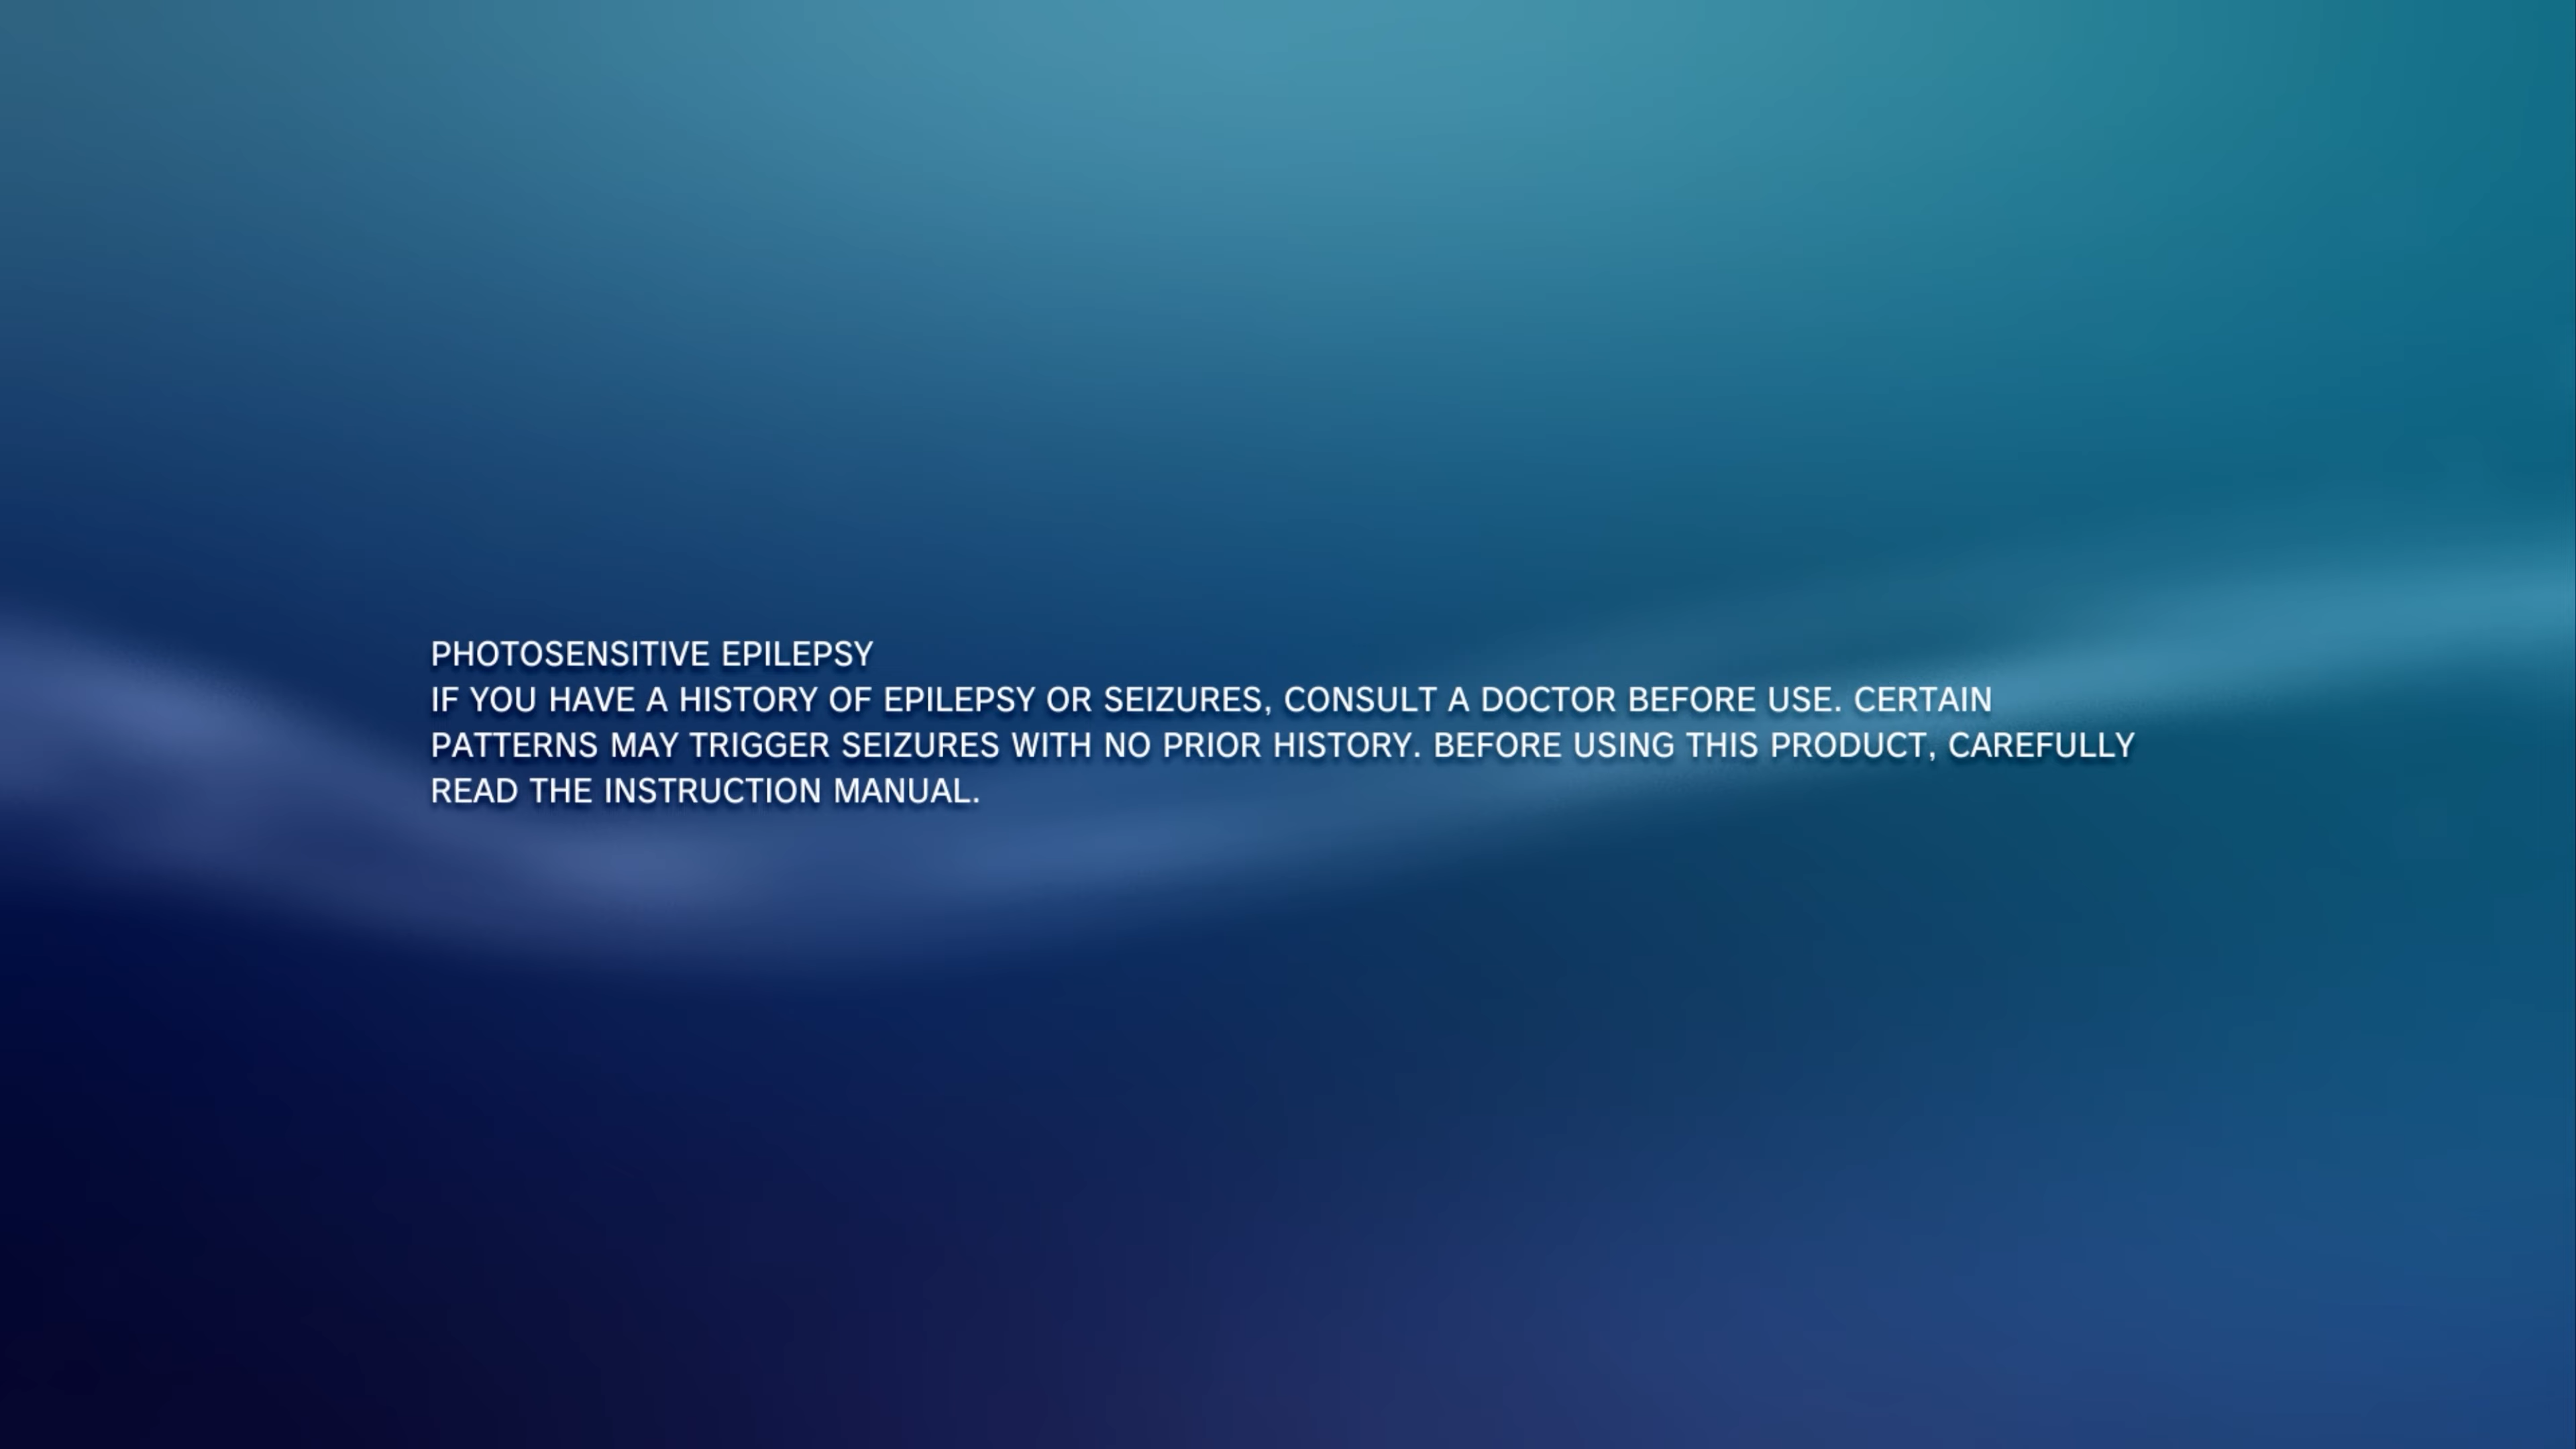 PHOTOSENSITIVE EPILEPSY
IF YOU HAVE A HISTORY OF EPILEPSY OR SEIZURES, CONSULT A DOCTOR BEFORE USE. CERTAIN
PATTERNS MAY TRIGGER SEIZURES WITH NO PRIOR HISTORY. BEFORE USING THIS PRODUCT, CAREFULLY
READ THE INSTRUCTION MANUAL.